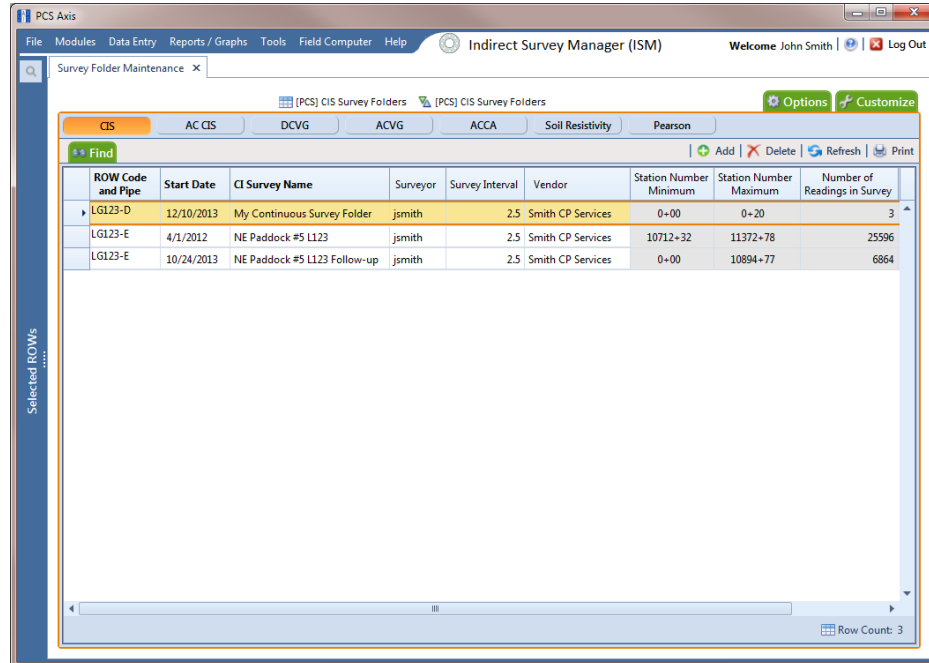 PCS Axis
File Modules Data Entry Reports / Graphs Tools Field Computer Help Indirect Survey Manager (ISM) Welcome John Smith | | Log Out
Survey Folder Maintenance X
[PCS] CIS Survey Folders [PCS] CIS Survey Folders Options Customize
CIS AC CIS DCVG ACVG ACCA Soil Resistivity Pearson
Find | Add | Delete | Refresh | Print
ROW Code and Pipe Start Date CI Survey Name Surveyor Survey Interval Vendor Station Number Minimum Station Number Maximum Number of Readings in Survey
LG123-D 12/10/2013 My Continuous Survey Folder jsmith 2.5 Smith CP Services 0+00 0+20 3
LG123-E 4/1/2012 NE Paddock #5 L123 jsmith 2.5 Smith CP Services 10712+32 11372+78 25596
LG123-E 10/24/2013 NE Paddock #5 L123 Follow-up jsmith 2.5 Smith CP Services 0+00 10894+77 6864
Selected ROWs
Row Count: 3